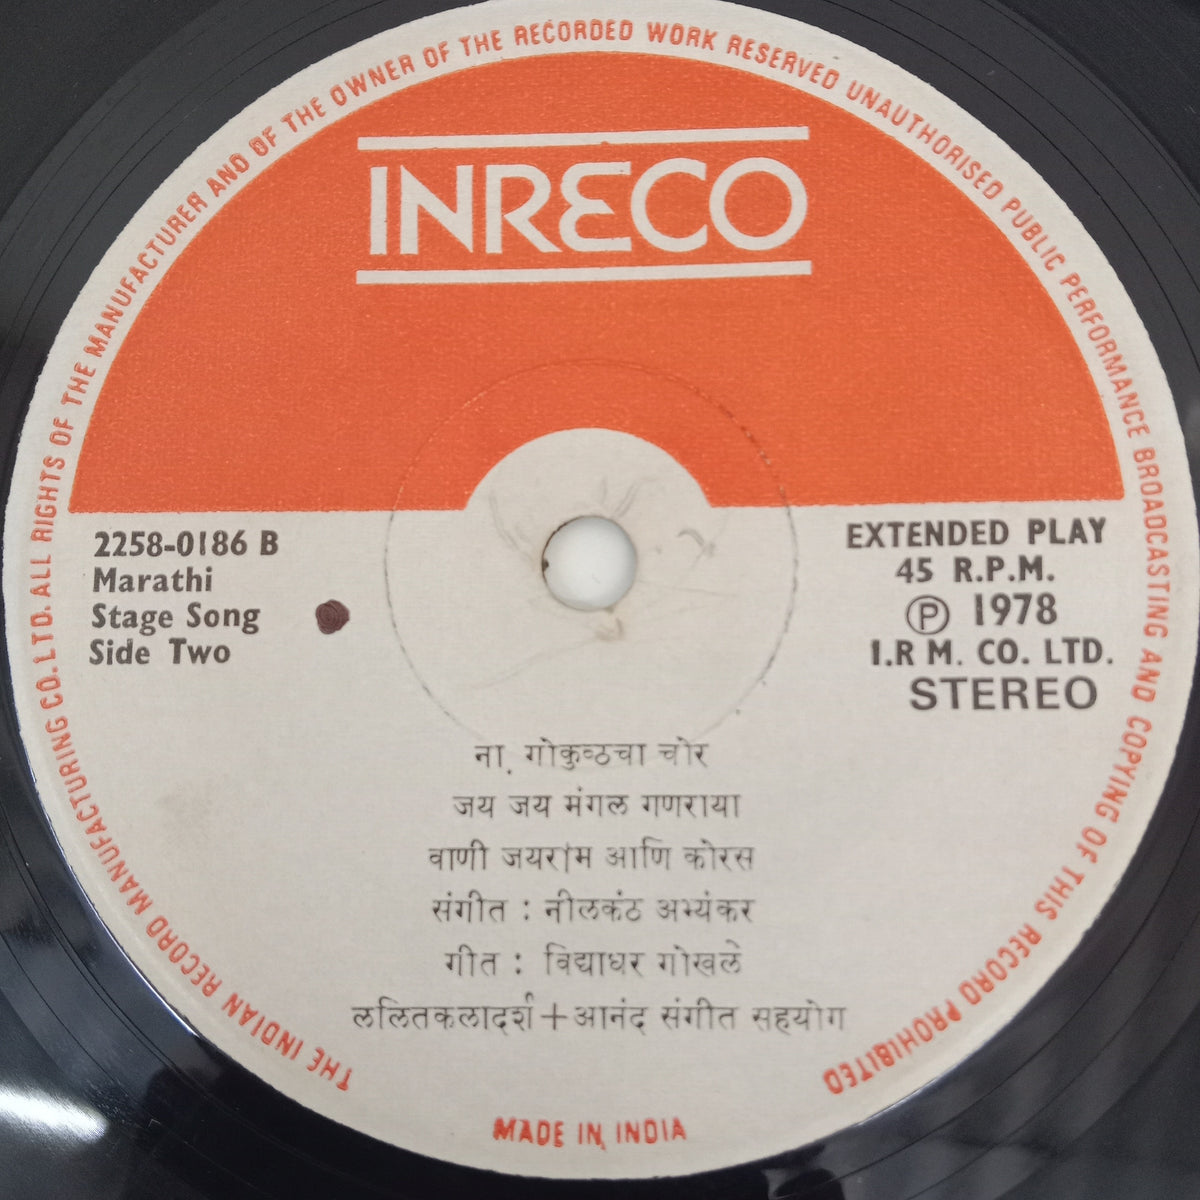 THE INDIAN RECORD MANUFACTURING CO. LTD. ALL RIGHTS OF THE MANUFACTURER AND OF THE OWNER OF THE RECORDED WORK RESERVED UNAUTHORISED PUBLIC PERFORMANCE BROADCASTING AND COPYING OF THIS RECORD PROHIBITED
INRECO
2258-0186 B
Marathi
Stage Song
Side Two
EXTENDED PLAY
45 R.P.M.
Ⓟ 1978
I.R M. CO. LTD.
STEREO
ना. गोकुळचा चोर
जय जय मंगल गणराया
वाणी जयराम आणि कोरस
संगीत : नीलकंठ अभ्यंकर
गीत : विद्याधर गोखले
ललितकलादर्श + आनंद संगीत सहयोग
MADE IN INDIA